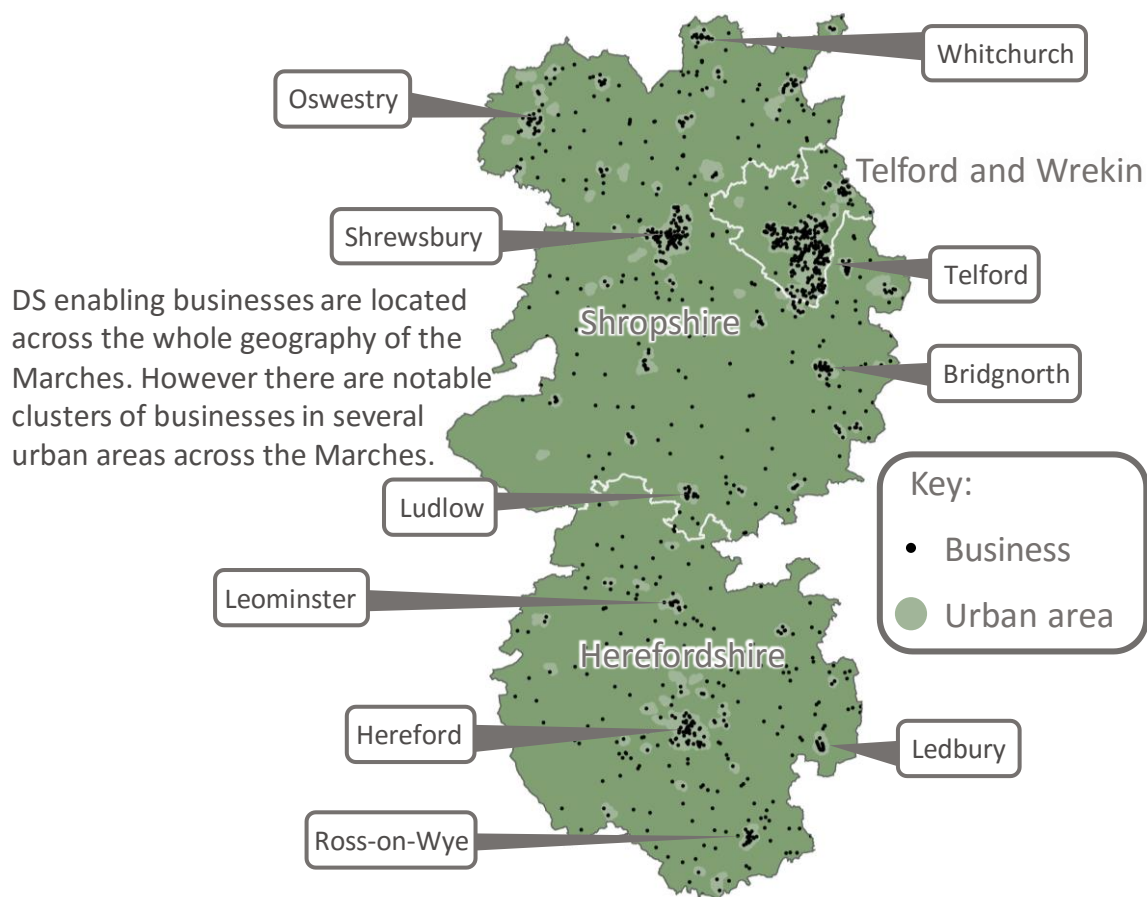 Whitchurch
Oswestry
Telford and Wrekin
Shrewsbury
Telford
DS enabling businesses are located
across the whole geography of the
Marches. However there are notable
clusters of businesses in several
urban areas across the Marches.
Shropshire
Bridgnorth
Ludlow
Key:
Business
Urban area
Leominster
Herefordshire
Hereford
Ledbury
Ross-on-Wye